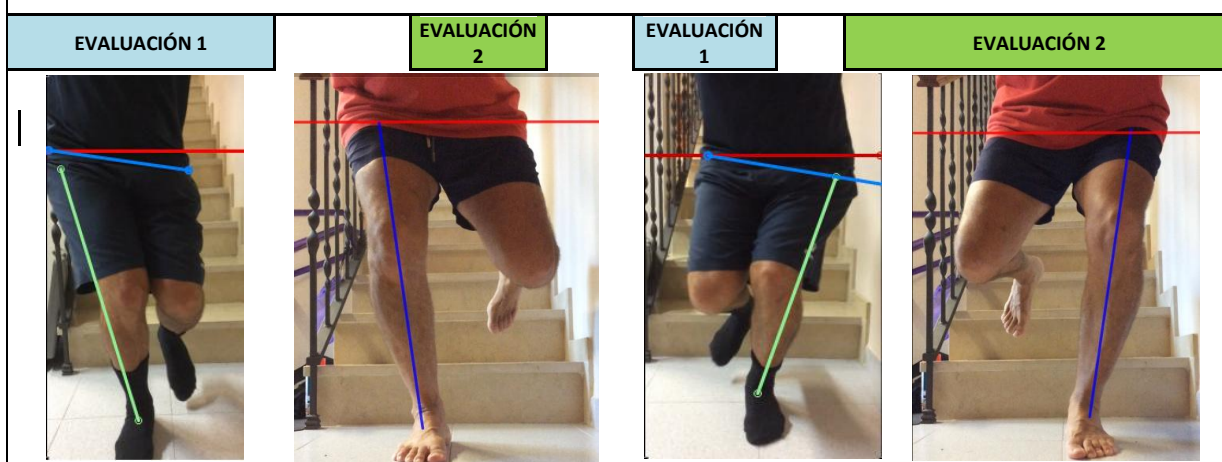 EVALUACIÓN 1
EVALUACIÓN
2
EVALUACIÓN
1
EVALUACIÓN 2